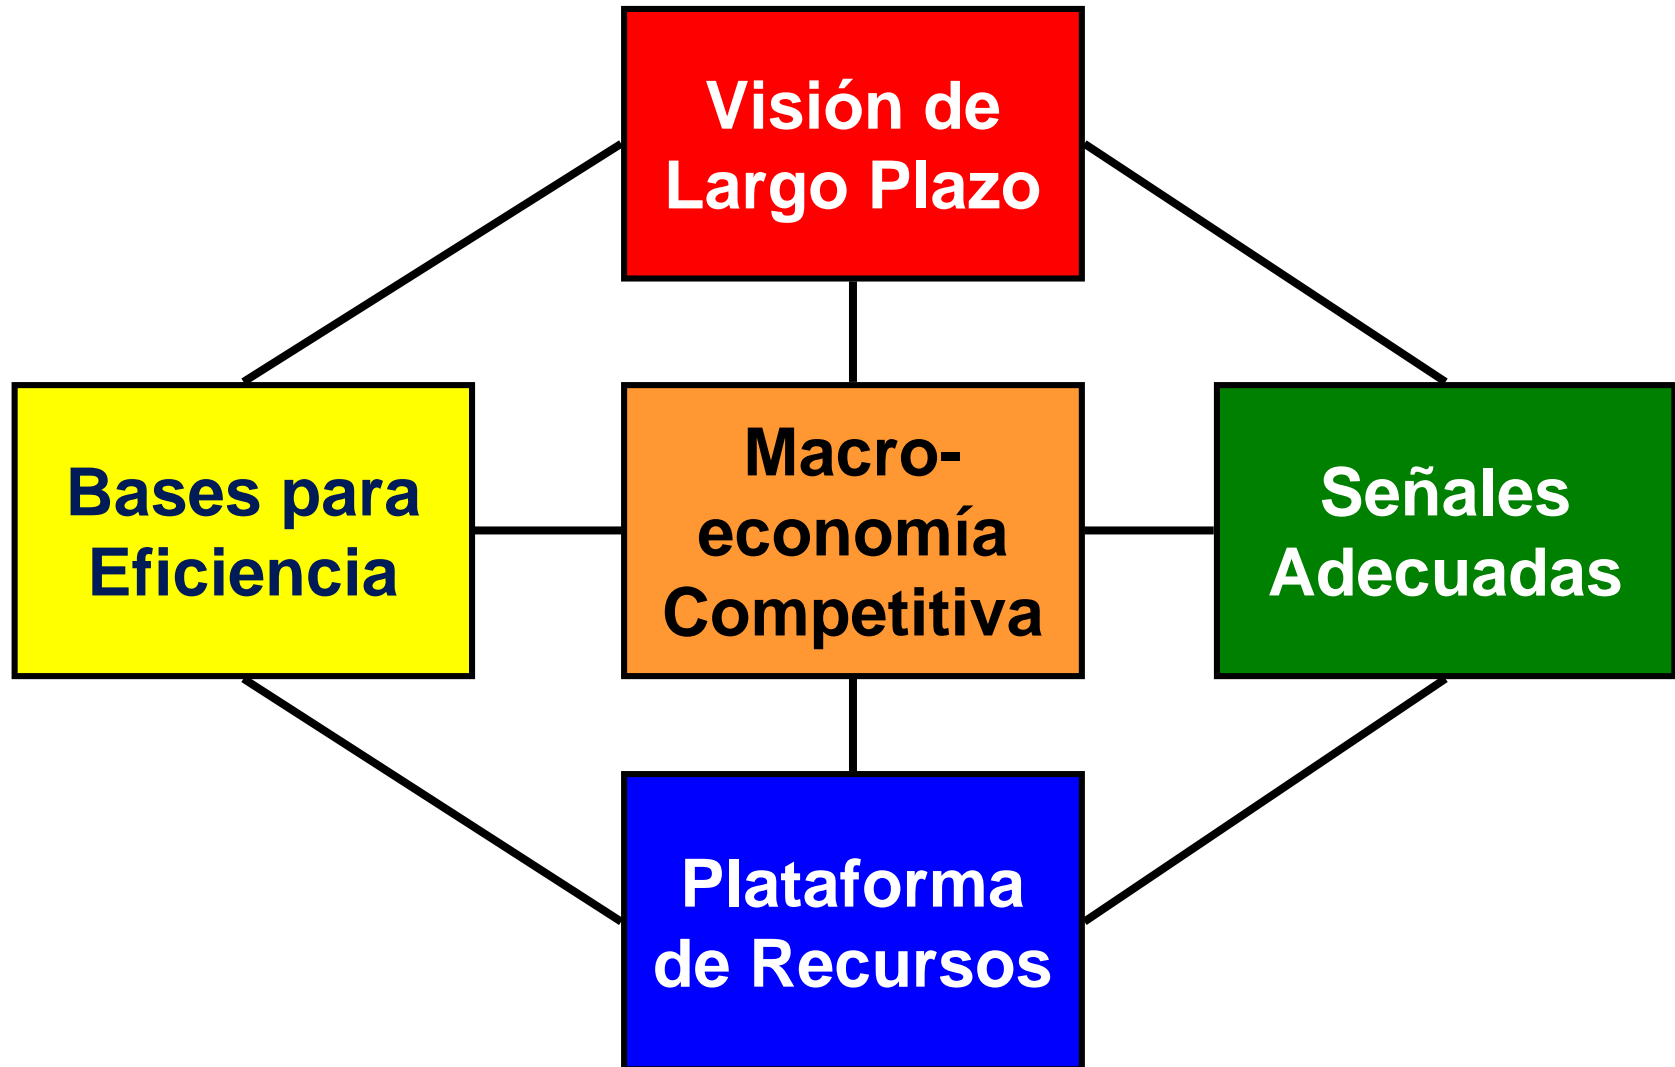 Visión de
Largo Plazo
Bases para
Eficiencia
Macro-
economía
Competitiva
Señales
Adecuadas
Plataforma
de Recursos